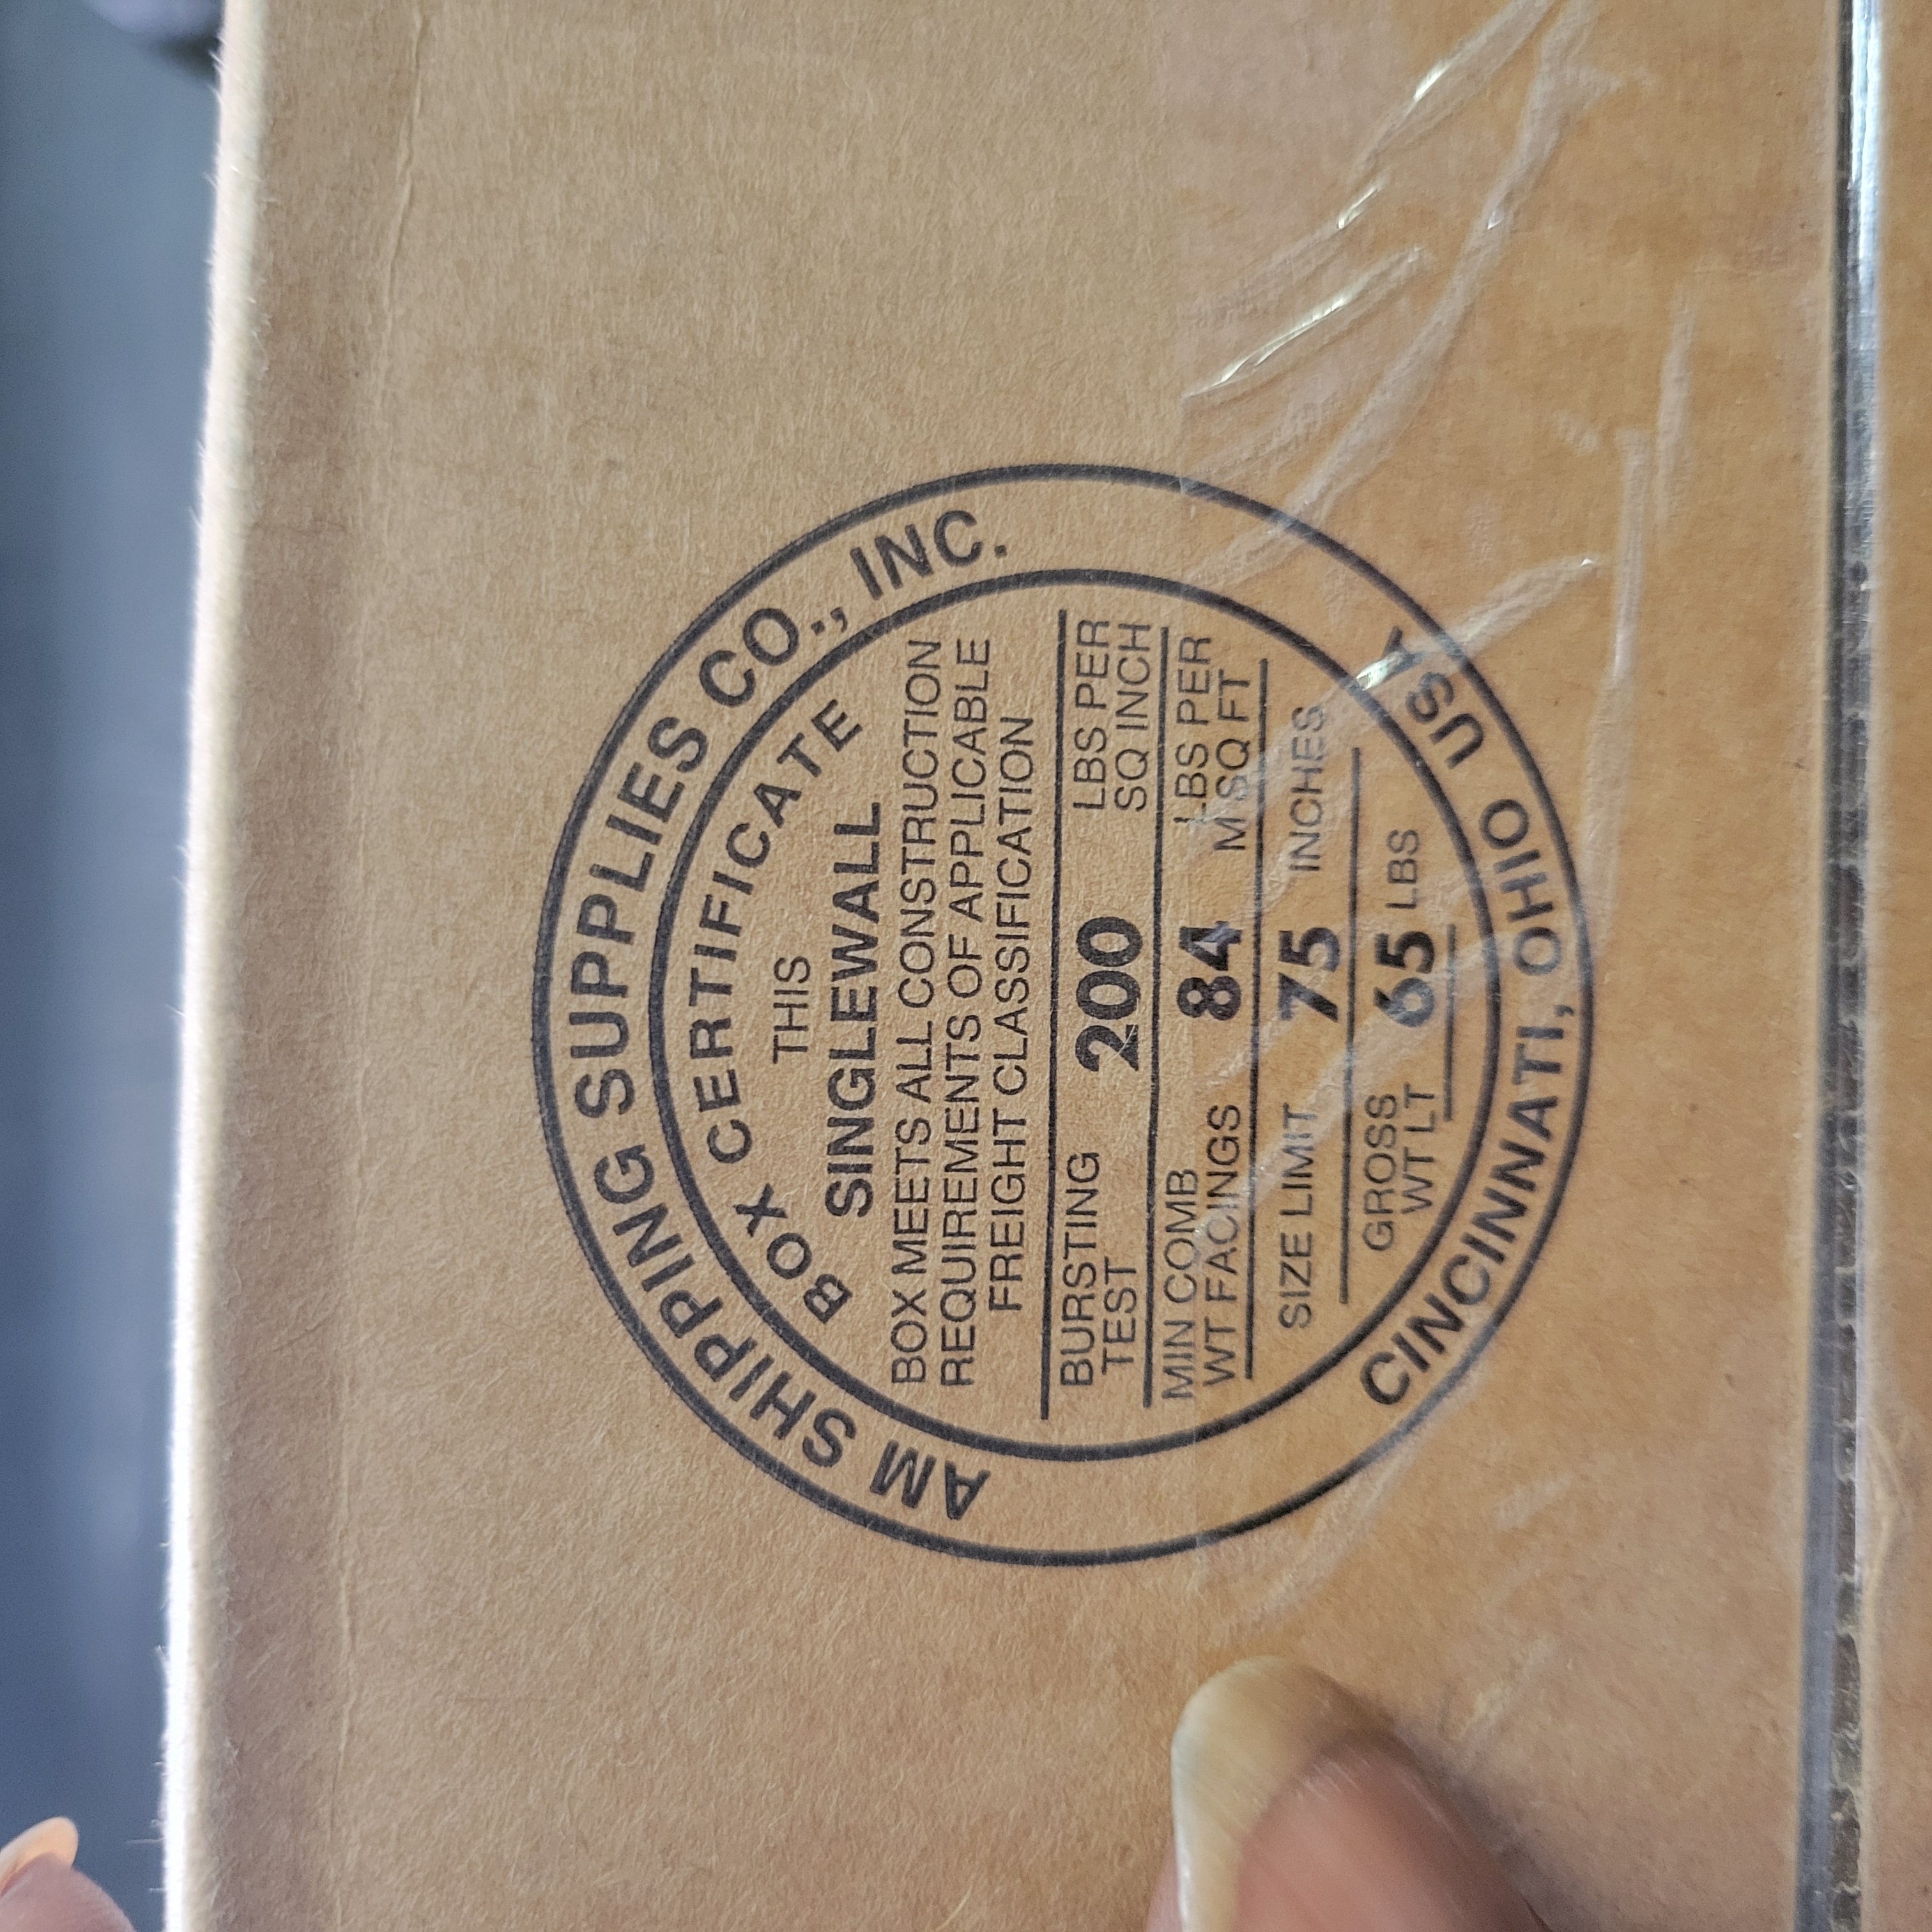 AM SHIPPING SUPPLIES CO., INC.
BOX CERTIFICATE
THIS
SINGLEWALL
BOX MEETS ALL CONSTRUCTION
REQUIREMENTS OF APPLICABLE
FREIGHT CLASSIFICATION
BURSTING TEST 200 LBS PER SQ INCH
MIN COMB WT FACINGS 84 LBS PER M SQ FT
SIZE LIMIT 75 INCHES
GROSS WT LT 65 LBS
CINCINNATI, OHIO USA